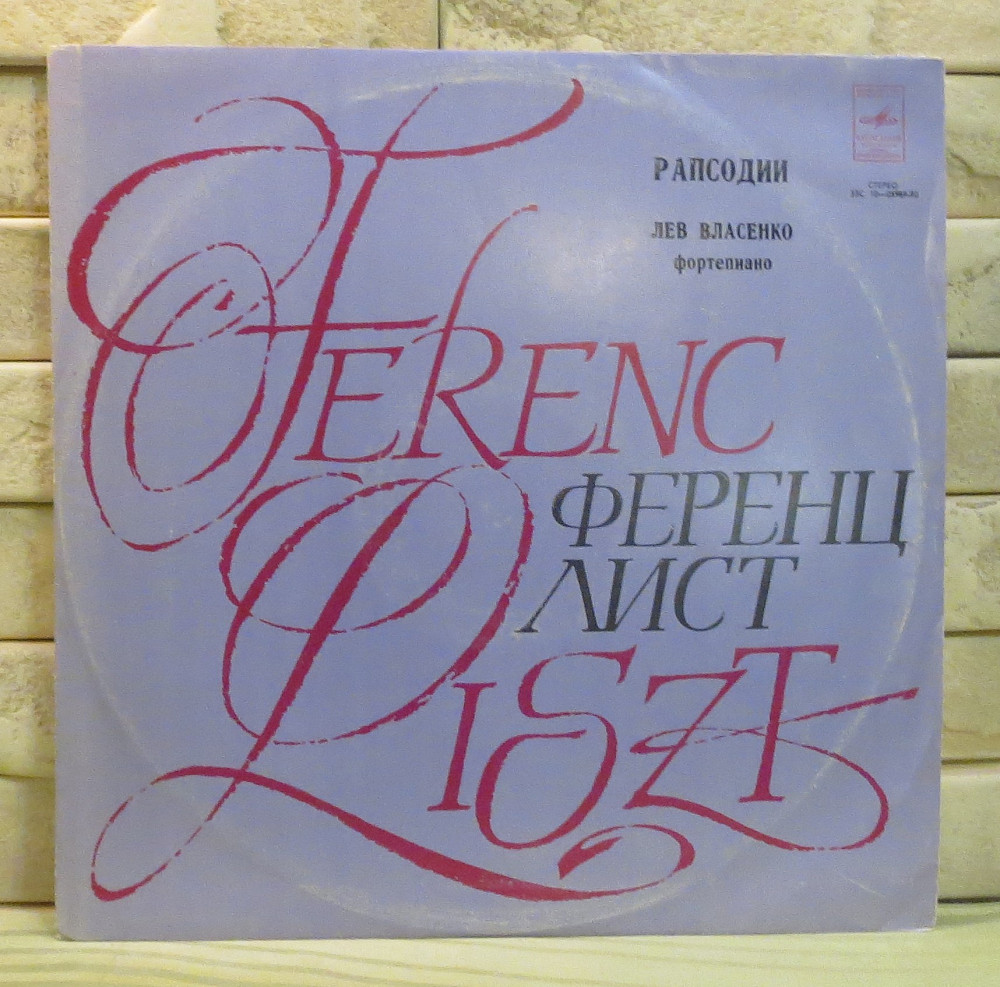 РАПСОДИИ
СТЕРЕО
ЛЕВ ВЛАСЕНКО
фортепиано
FERENC
ФЕРЕНЦ
ЛИСТ
LISZT